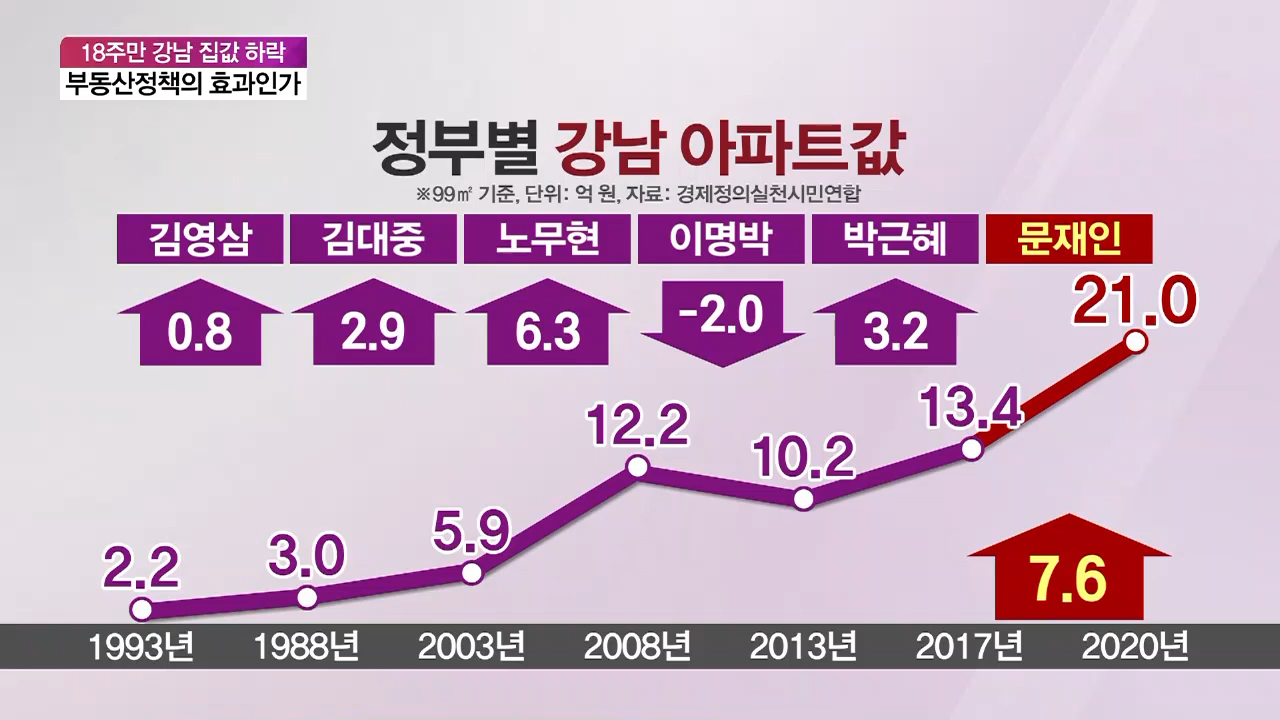 18주만 강남 집값 하락
부동산정책의 효과인가
정부별 강남 아파트값
※99㎡ 기준, 단위: 억 원, 자료: 경제정의실천시민연합
김영삼 김대중 노무현 이명박 박근혜 문재인
0.8 2.9 6.3 -2.0 3.2
2.2 3.0 5.9 12.2 10.2 13.4 21.0
7.6
1993년 1988년 2003년 2008년 2013년 2017년 2020년